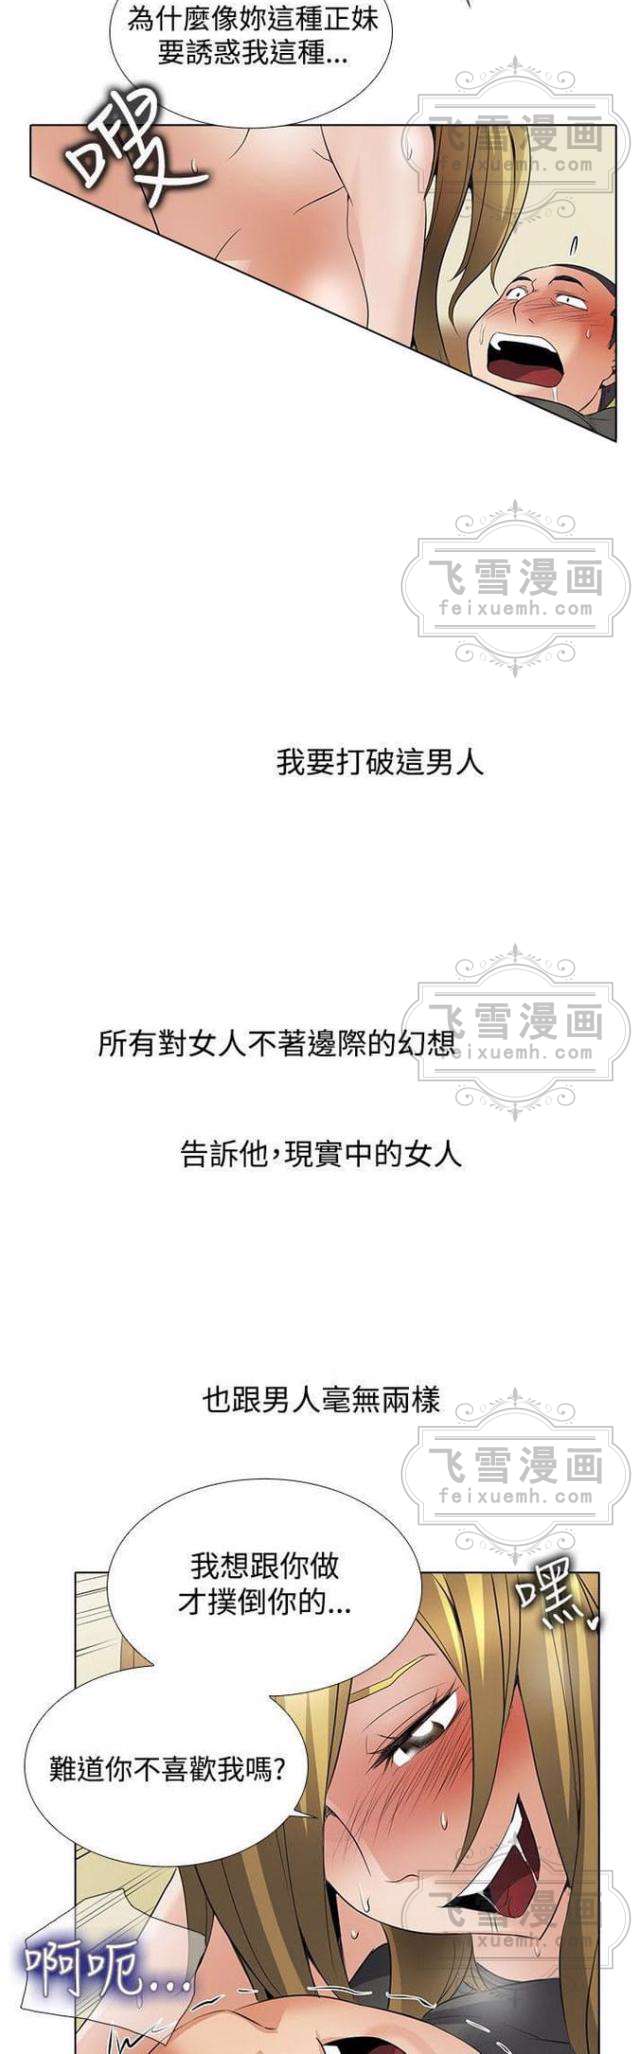 為什麼像妳這種正妹
要誘惑我這種...
飞雪漫画
feixuemh.com
嗖
飞雪漫画
feixuemh.com
我要打破這男人
飞雪漫画
feixuemh.com
所有對女人不著邊際的幻想
告訴他,現實中的女人
也跟男人毫無兩樣
飞雪漫画
feixuemh.com
我想跟你做
才撲倒你的...
嘿
難道你不喜歡我嗎?
飞雪漫画
feixuemh.com
啊呃...